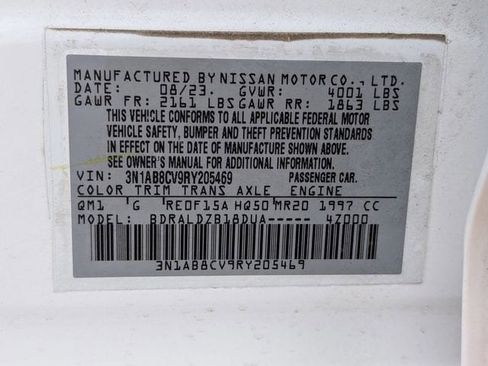 MANUFACTURED BY NISSAN MOTOR CO., LTD.
DATE: 08/23. GVWR: 4001 LBS
GAWR FR: 2161 LBS GAWR RR: 1863 LBS
THIS VEHICLE CONFORMS TO ALL APPLICABLE FEDERAL MOTOR
VEHICLE SAFETY, BUMPER AND THEFT PREVENTION STANDARDS
IN EFFECT ON THE DATE OF MANUFACTURE SHOWN ABOVE.
SEE OWNER'S MANUAL FOR ADDITIONAL INFORMATION.
VIN: 3N1AB8CV9RY205469 PASSENGER CAR.
COLOR TRIM TRANS AXLE ENGINE
QM1 G RE0F15A HQ50 MR20 1997 CC
MODEL: BDRALDZB18DUA----- 4Z000
3N1AB8CV9RY205469